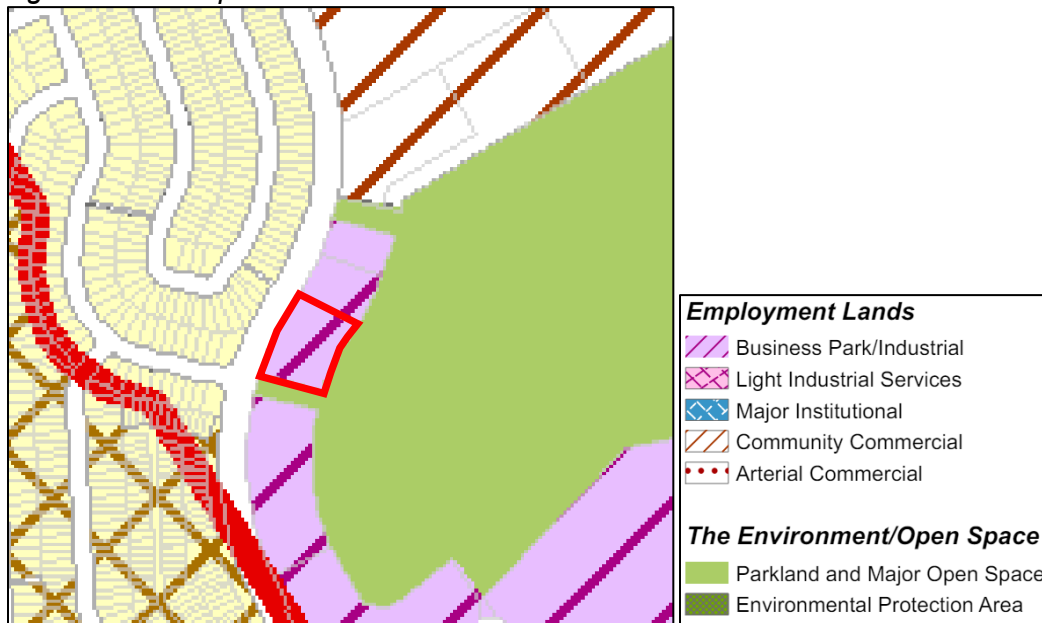 Employment Lands
Business Park/Industrial
Light Industrial Services
Major Institutional
Community Commercial
Arterial Commercial
The Environment/Open Space
Parkland and Major Open Space
Environmental Protection Area